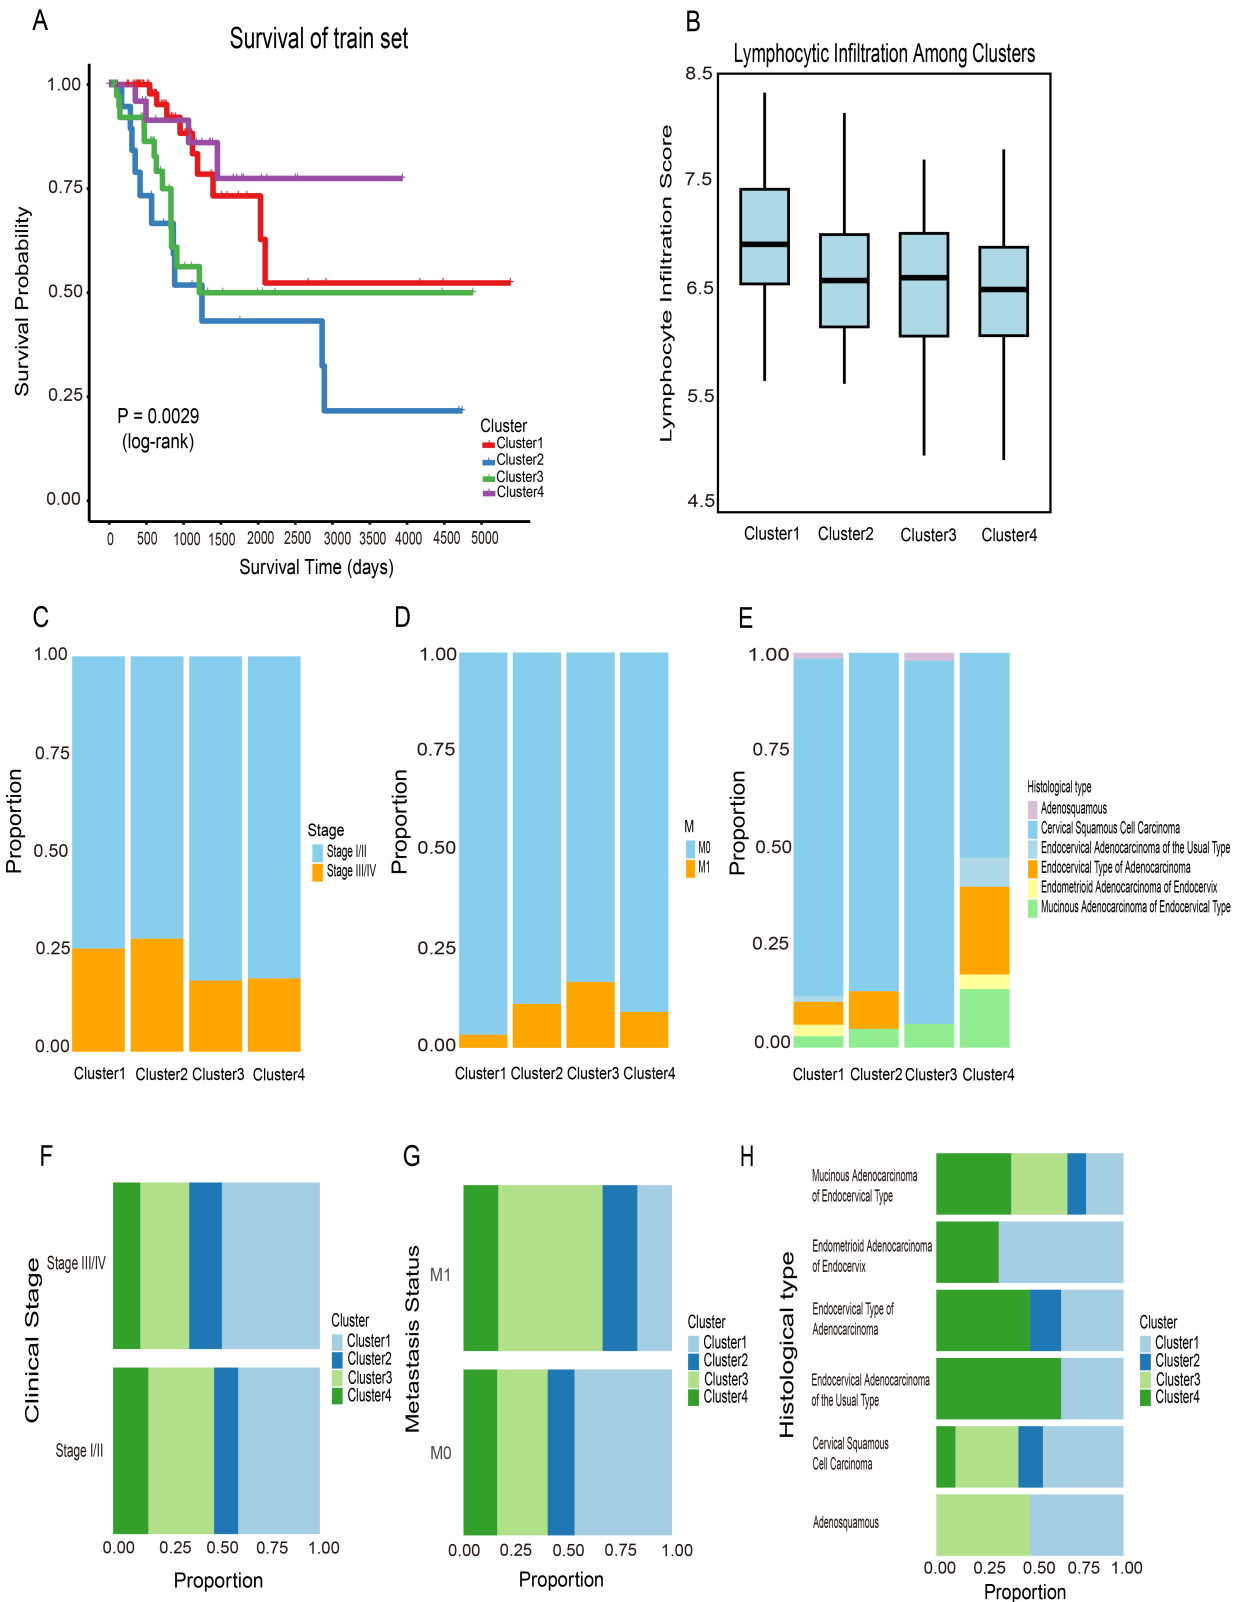 A
Survival of train set
1.00
0.75
0.50
0.25
0.00
Survival Probability
P = 0.0029
(log-rank)
Cluster
Cluster1
Cluster2
Cluster3
Cluster4
0 500 1000 1500 2000 2500 3000 3500 4000 4500 5000
Survival Time (days)
B
Lymphocytic Infiltration Among Clusters
8.5
7.5
6.5
5.5
4.5
Lymphocyte Infiltration Score
Cluster1 Cluster2 Cluster3 Cluster4
C
1.00
0.75
0.50
0.25
0.00
Proportion
Stage
Stage I/II
Stage III/IV
Cluster1 Cluster2 Cluster3 Cluster4
D
1.00
0.75
0.50
0.25
0.00
Proportion
M
M0
M1
Cluster1 Cluster2 Cluster3 Cluster4
E
1.00
0.75
0.50
0.25
0.00
Proportion
Histological type
Adenosquamous
Cervical Squamous Cell Carcinoma
Endocervical Adenocarcinoma of the Usual Type
Endocervical Type of Adenocarcinoma
Endometrioid Adenocarcinoma of Endocervix
Mucinous Adenocarcinoma of Endocervical Type
Cluster1 Cluster2 Cluster3 Cluster4
F
Clinical Stage
Stage III/IV
Stage I/II
Cluster
Cluster1
Cluster2
Cluster3
Cluster4
0.00 0.25 0.50 0.75 1.00
Proportion
G
Metastasis Status
M1
M0
Cluster
Cluster1
Cluster2
Cluster3
Cluster4
0.00 0.25 0.50 0.75 1.00
Proportion
H
Histological type
Mucinous Adenocarcinoma
of Endocervical Type
Endometrioid Adenocarcinoma
of Endocervix
Endocervical Type of
Adenocarcinoma
Endocervical Adenocarcinoma
of the Usual Type
Cervical Squamous
Cell Carcinoma
Adenosquamous
Cluster
Cluster1
Cluster2
Cluster3
Cluster4
0.00 0.25 0.50 0.75 1.00
Proportion